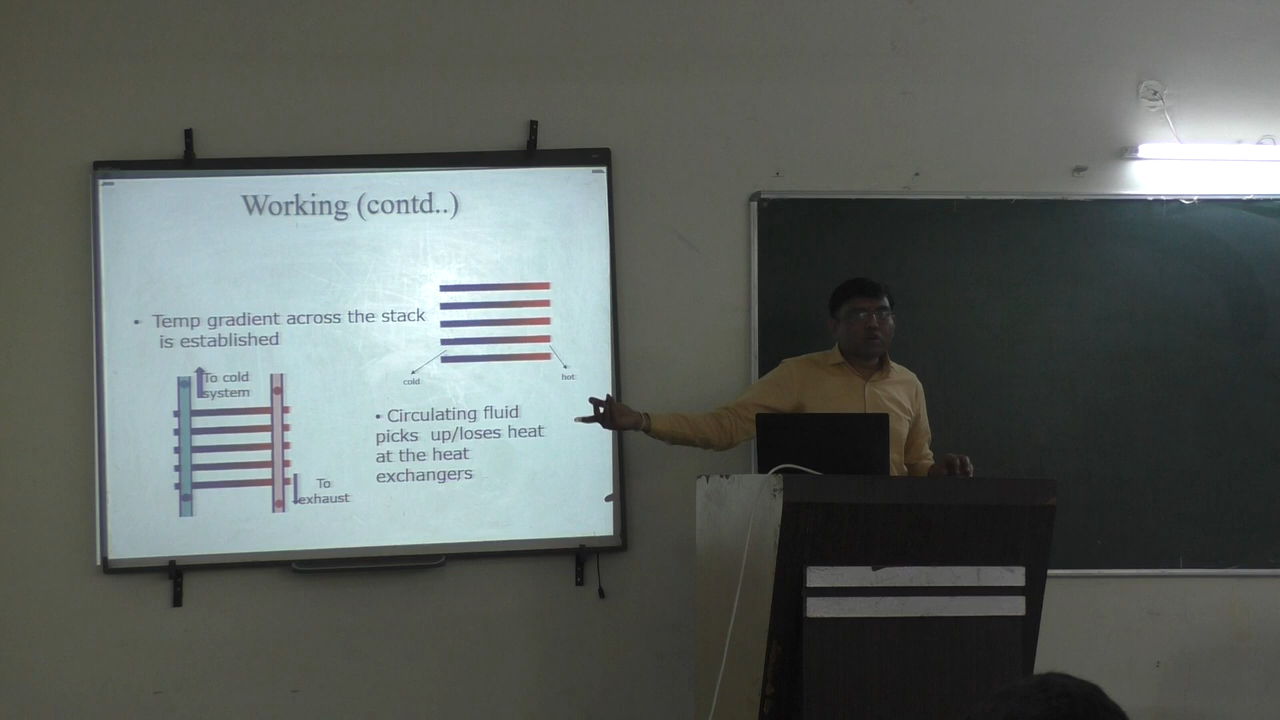 Working (contd..)
• Temp gradient across the stack
is established
cold
hot
To cold
system
• Circulating fluid
picks up/loses heat
at the heat
exchangers
To
exhaust